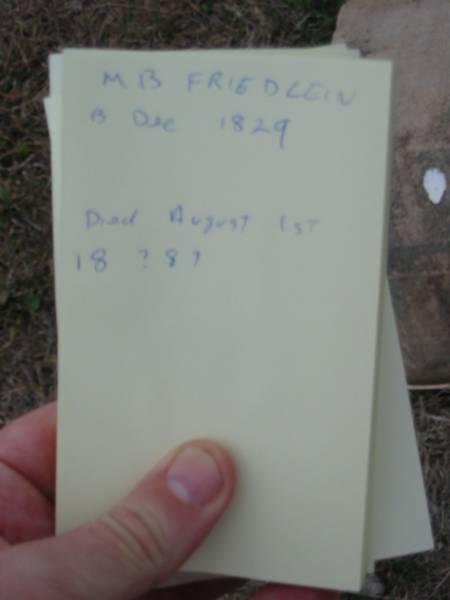 M B FRIEDLEIN
B Dec 1829
Died August 1st
18 ? 8 ?